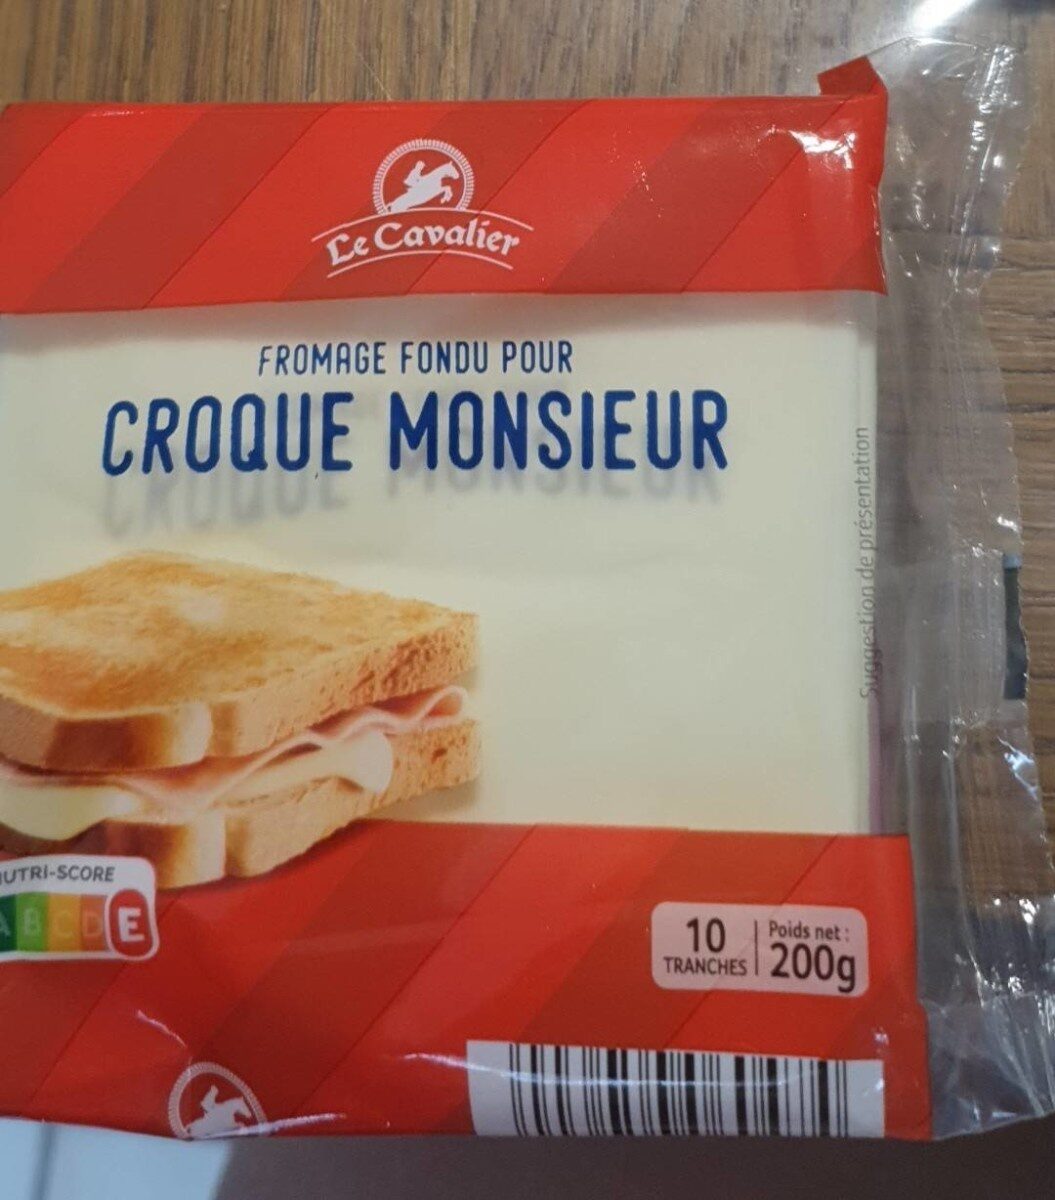 Le Cavalier
FROMAGE FONDU POUR
CROQUE MONSIEUR
Suggestion de présentation
NUTRI-SCORE
A B C D E
10
TRANCHES
Poids net :
200g